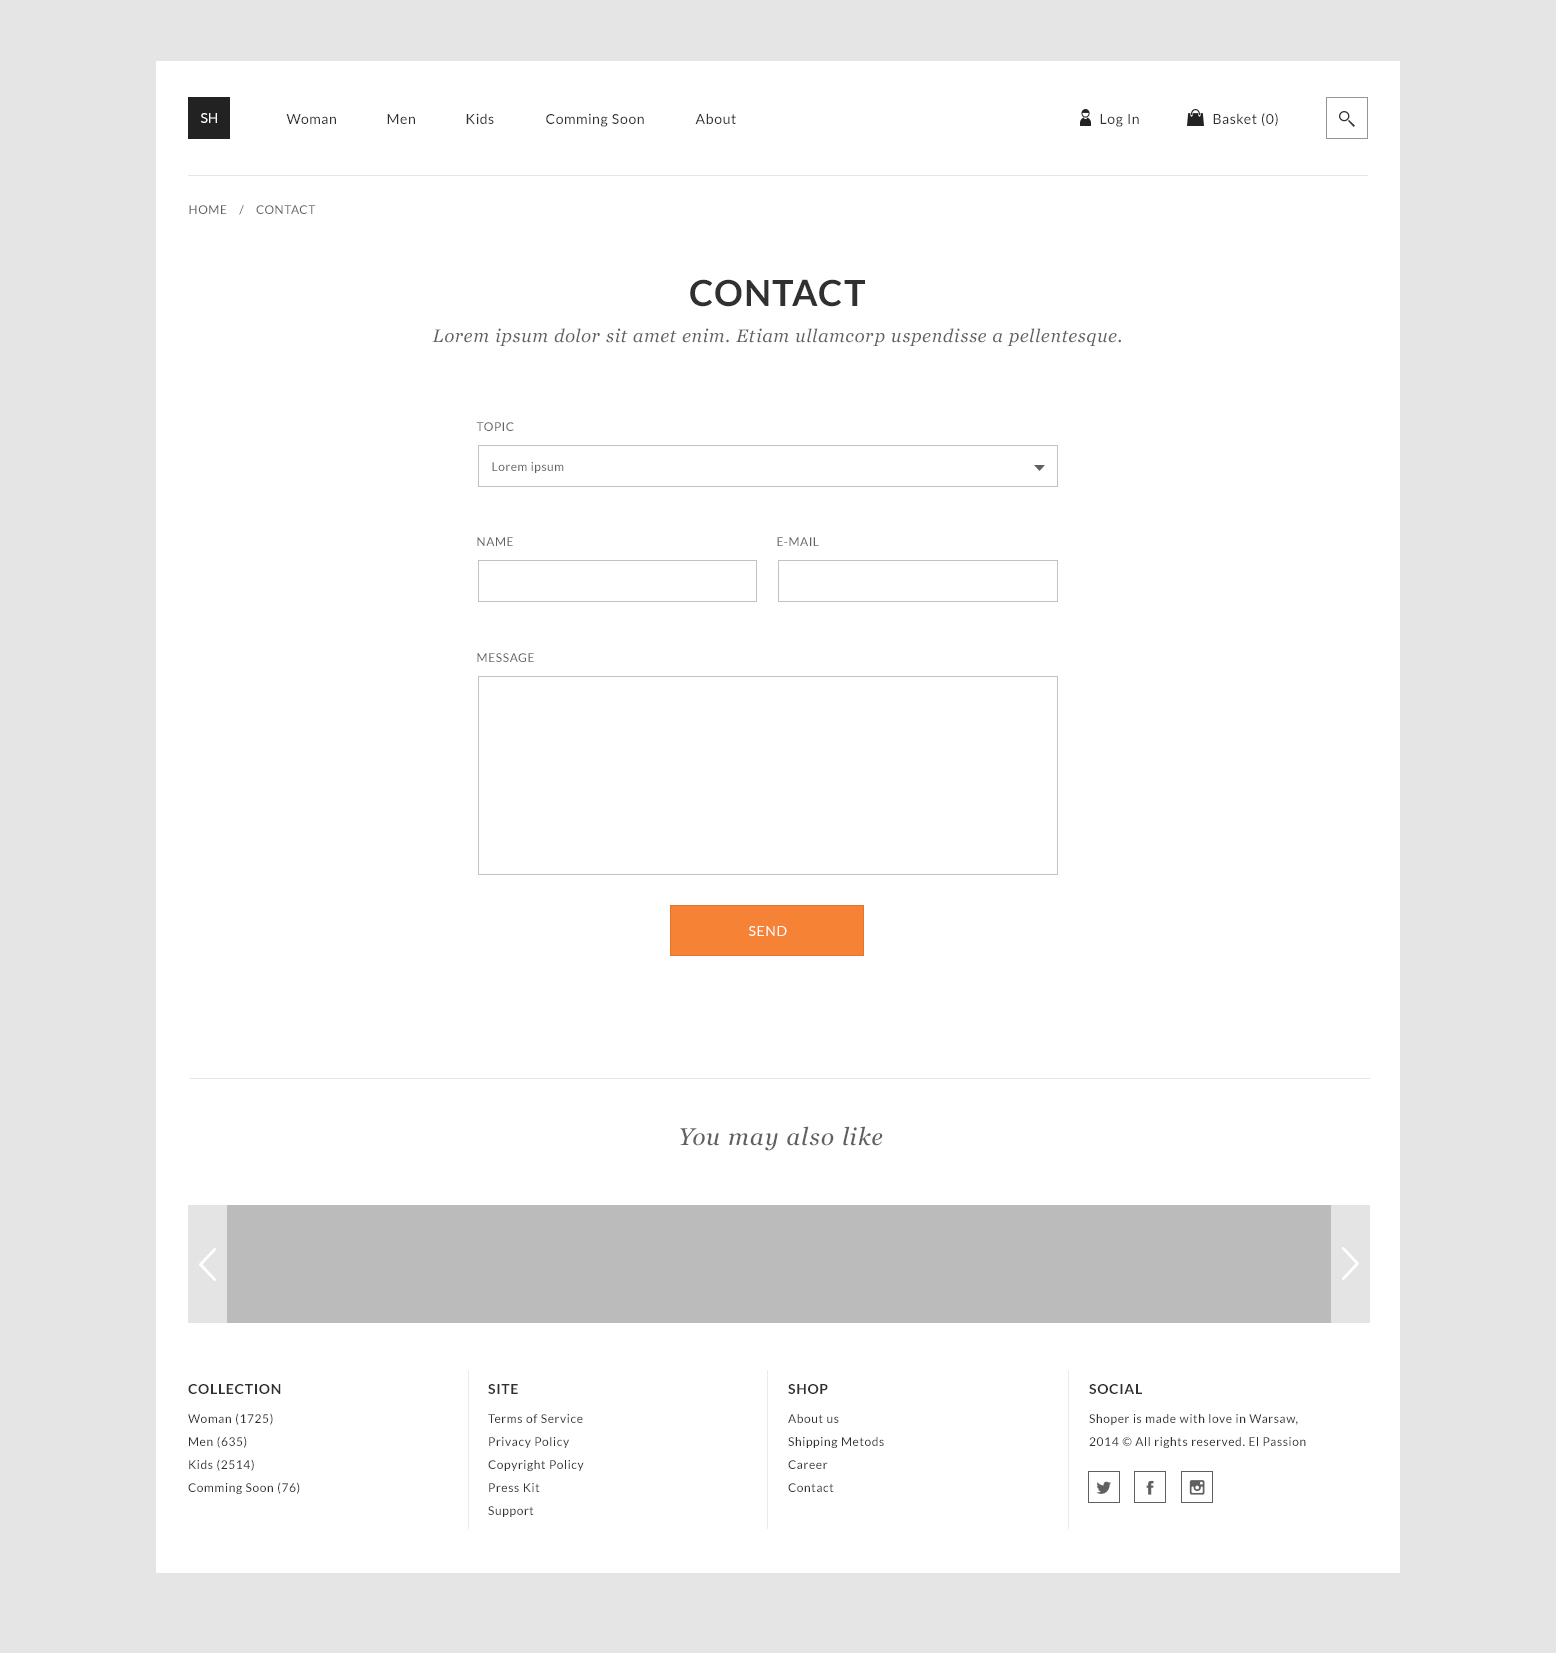 SH
Woman
Men
Kids
Comming Soon
About
Log In
Basket (0)
HOME / CONTACT
CONTACT
Lorem ipsum dolor sit amet enim. Etiam ullamcorp uspendisse a pellentesque.
TOPIC
Lorem ipsum
NAME
E-MAIL
MESSAGE
SEND
You may also like
COLLECTION
Woman (1725)
Men (635)
Kids (2514)
Comming Soon (76)
SITE
Terms of Service
Privacy Policy
Copyright Policy
Press Kit
Support
SHOP
About us
Shipping Metods
Career
Contact
SOCIAL
Shoper is made with love in Warsaw,
2014 © All rights reserved. El Passion